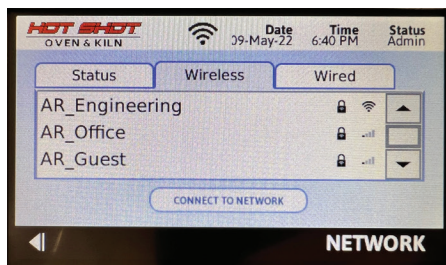 HOT SHOT
OVEN & KILN
Date
09-May-22
Time
6:40 PM
Status
Admin
Status
Wireless
Wired
AR_Engineering
AR_Office
AR_Guest
CONNECT TO NETWORK
NETWORK